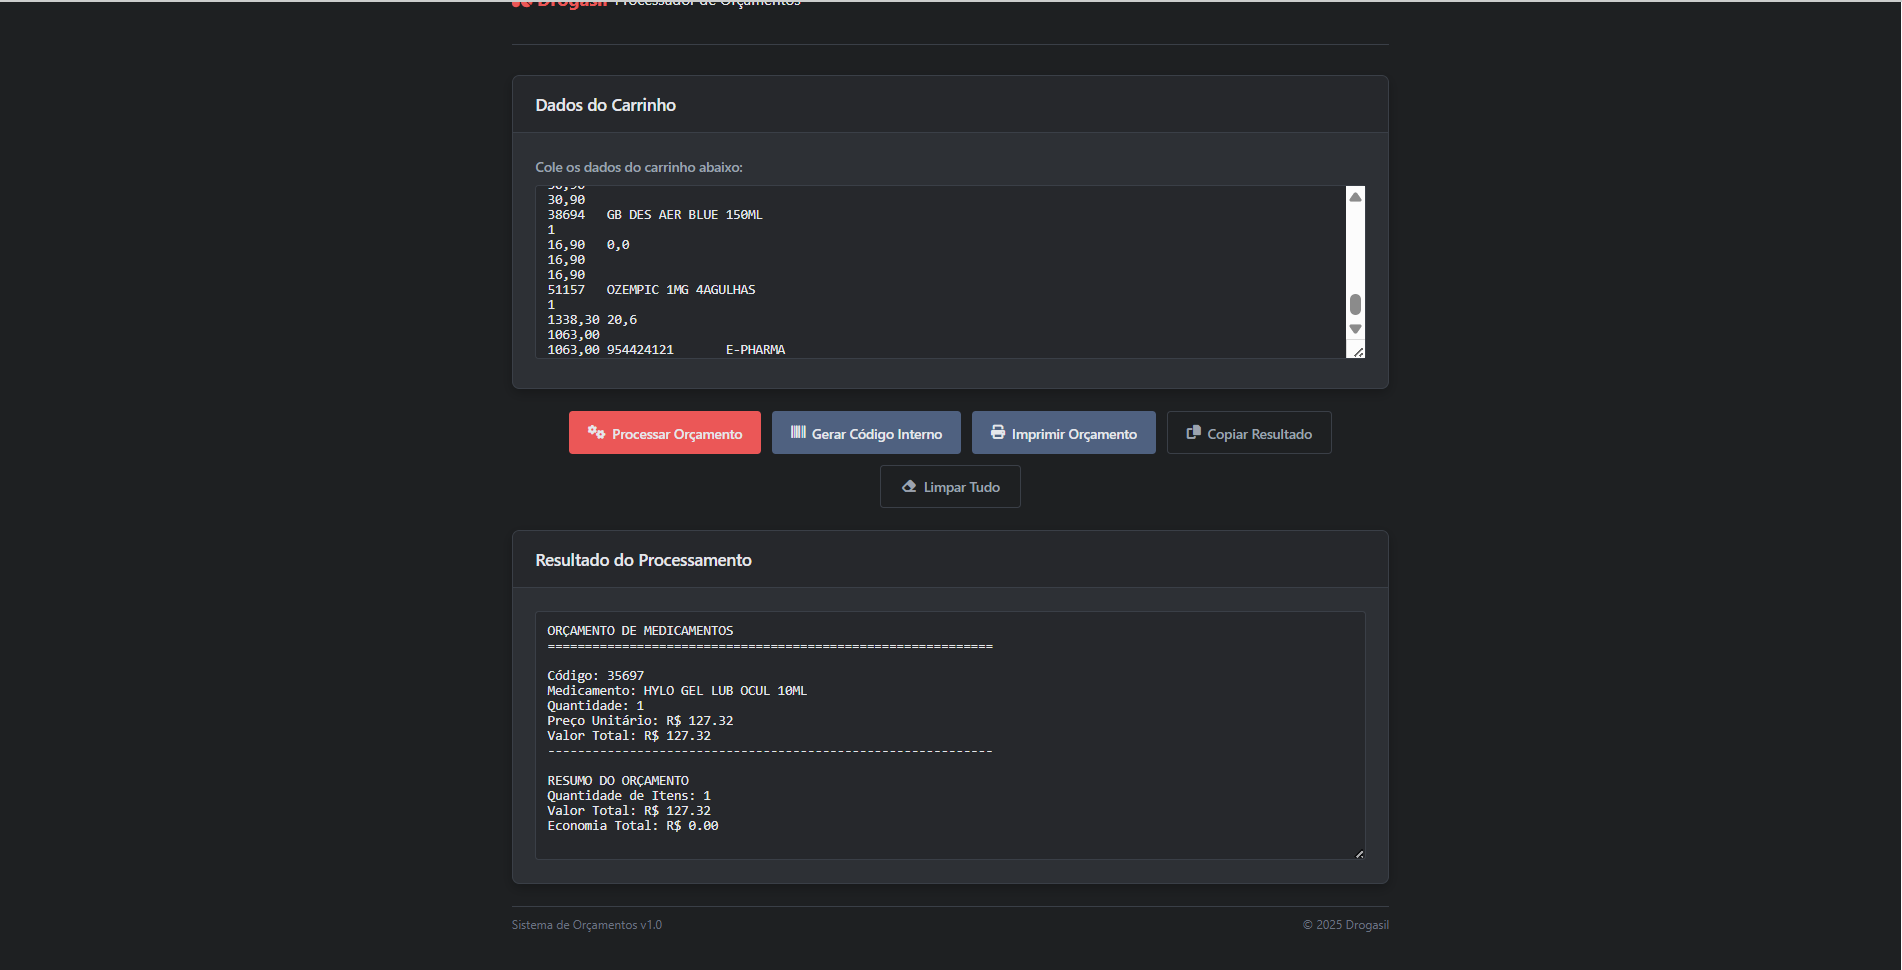 Drogasil Processador de Orçamentos
Dados do Carrinho
Cole os dados do carrinho abaixo:
30,90
38694 GB DES AER BLUE 150ML
1
16,90 0,0
16,90
16,90
51157 OZEMPIC 1MG 4AGULHAS
1
1338,30 20,6
1063,00
1063,00 954424121 E-PHARMA
Processar Orçamento
Gerar Código Interno
Imprimir Orçamento
Copiar Resultado
Limpar Tudo
Resultado do Processamento
ORÇAMENTO DE MEDICAMENTOS
============================================================
Código: 35697
Medicamento: HYLO GEL LUB OCUL 10ML
Quantidade: 1
Preço Unitário: R$ 127.32
Valor Total: R$ 127.32
------------------------------------------------------------
RESUMO DO ORÇAMENTO
Quantidade de Itens: 1
Valor Total: R$ 127.32
Economia Total: R$ 0.00
Sistema de Orçamentos v1.0
© 2025 Drogasil